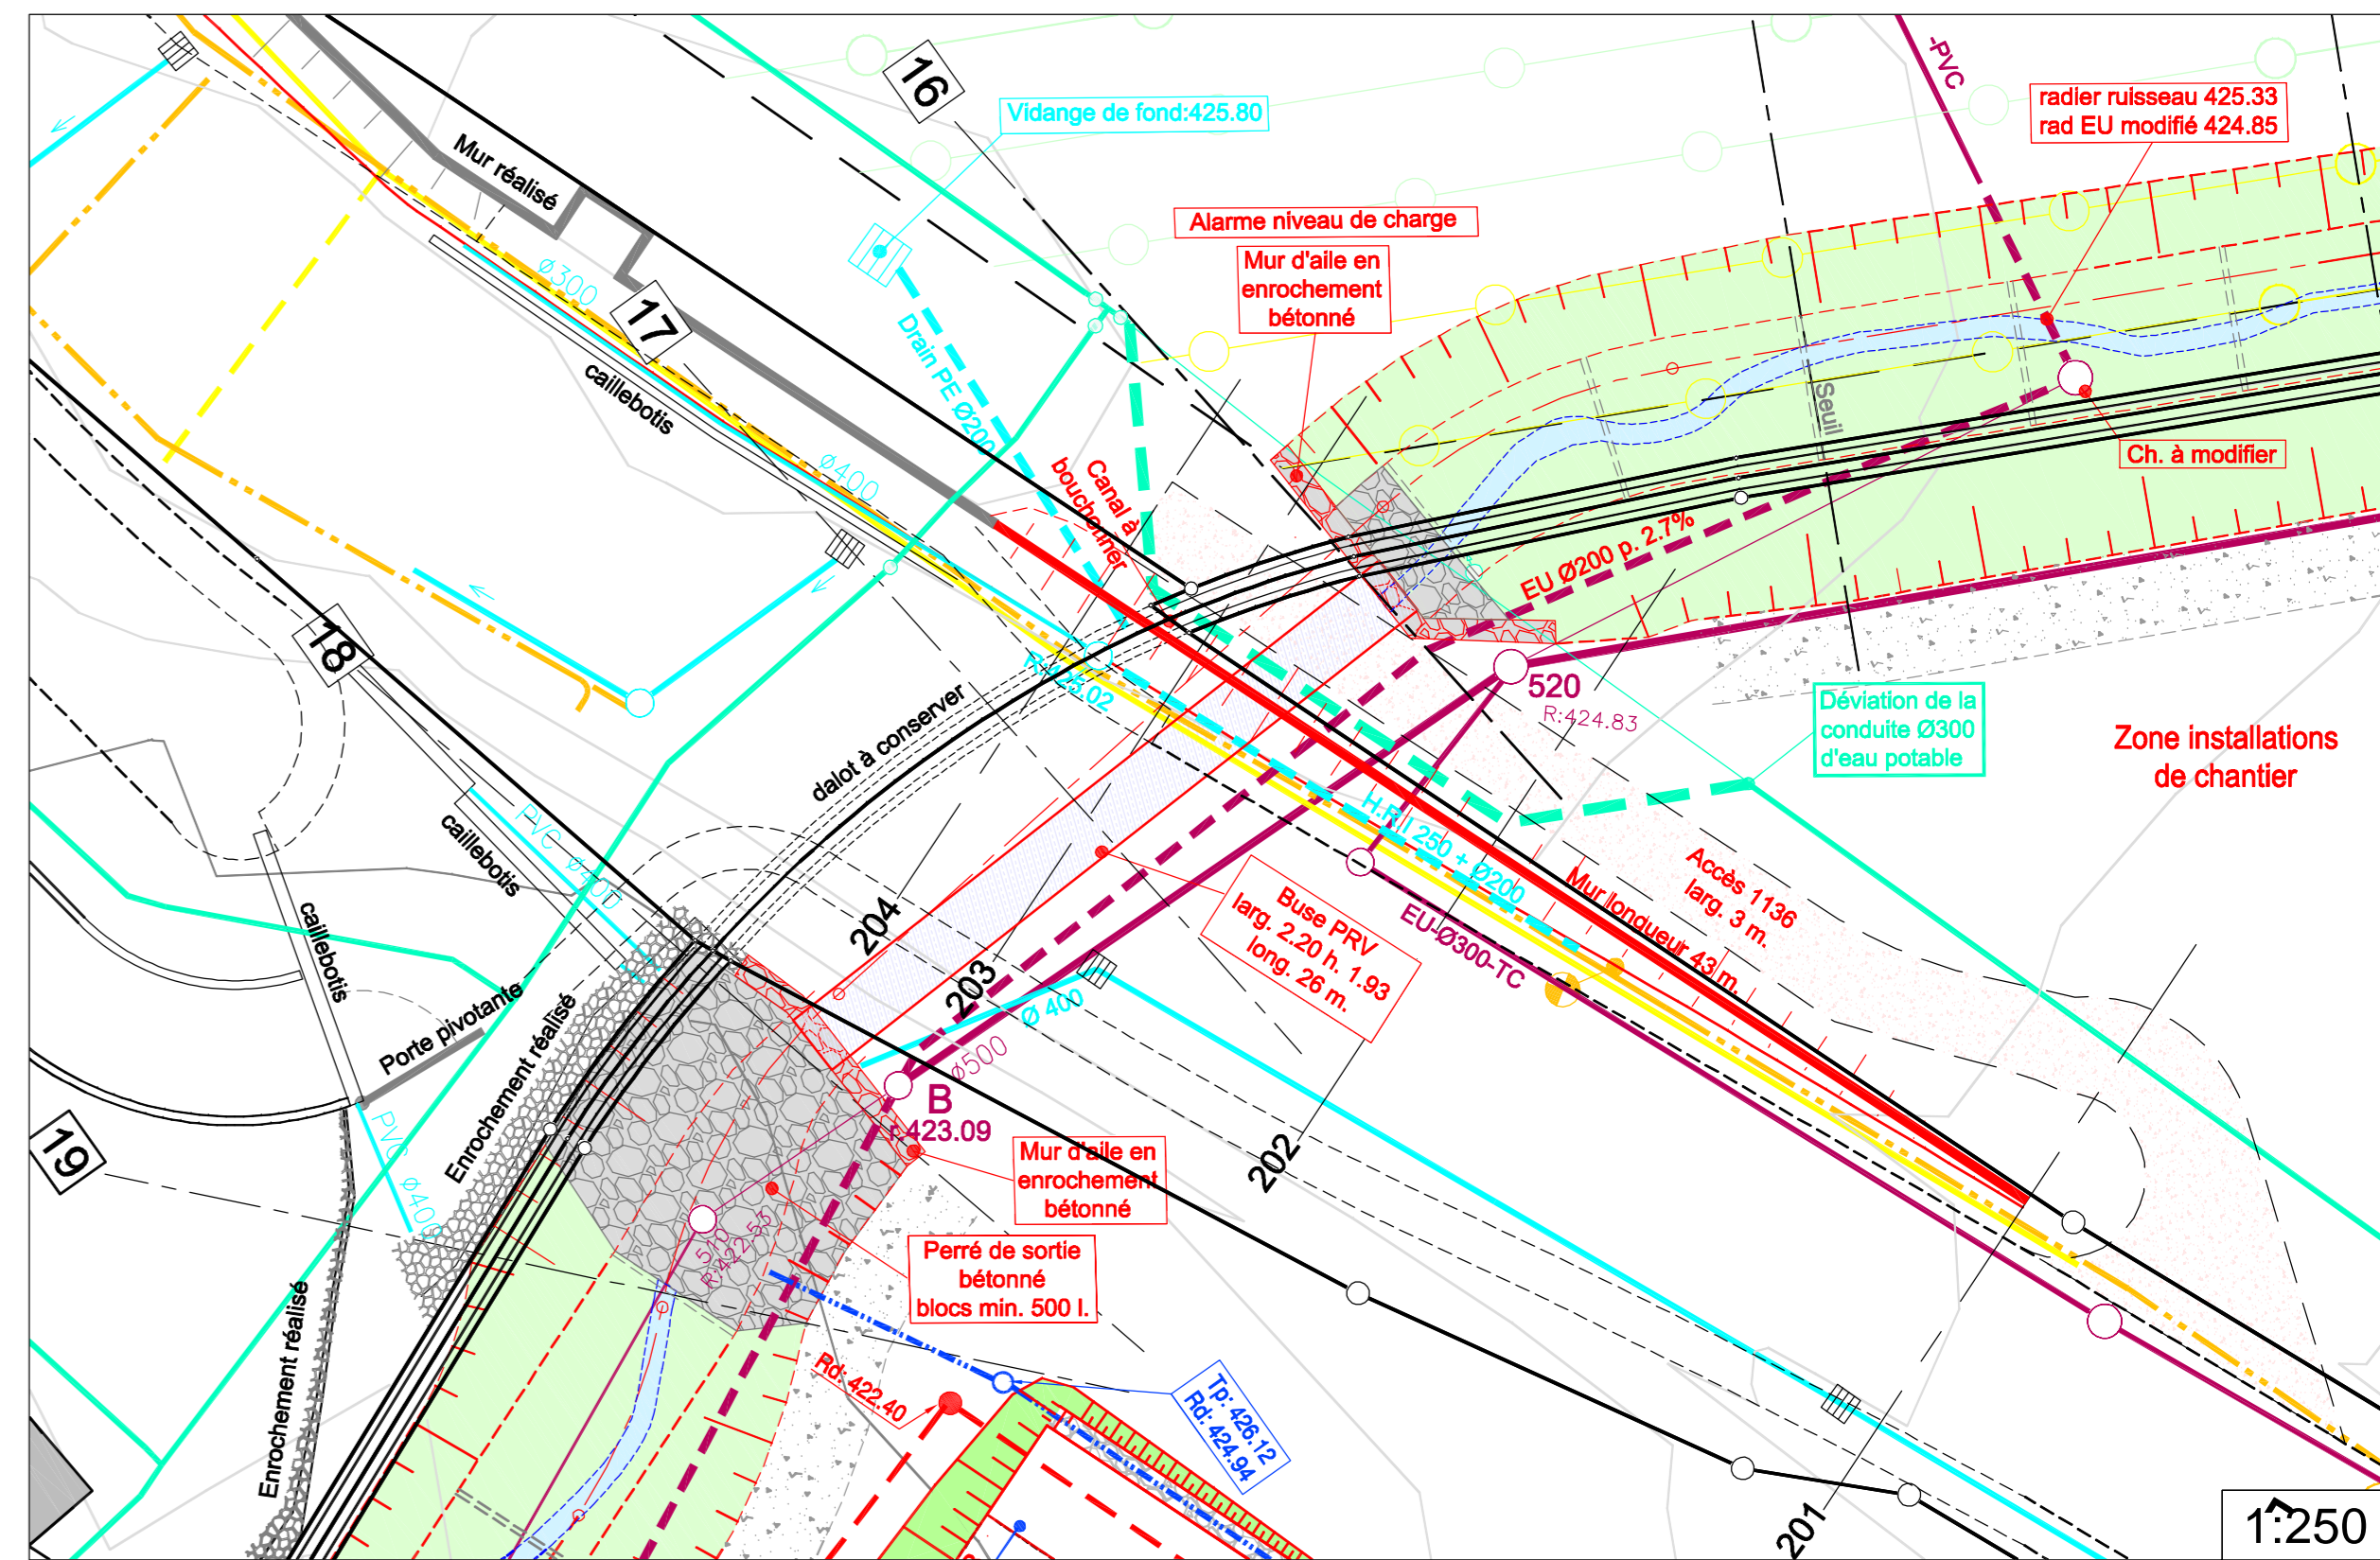 16
-PVC
radier ruisseau 425.33
rad EU modifié 424.85
Vidange de fond:425.80
Mur réalisé
Alarme niveau de charge
Mur d'aile en
enrochement
bétonné
ø300
17
Drain PE Ø200
caillebotis
Seuil
Ch. à modifier
ø400
Canal à
bouchonner
EU Ø200 p. 2.7%
18
R:425.02
520
R:424.83
dalot à conserver
Déviation de la
conduite Ø300
d'eau potable
Zone installations
de chantier
caillebotis
PVC ø400
H.R.I 250 + Ø200
Accès 1136
larg. 3 m.
Mur longueur 43 m.
Buse PRV
larg. 2.20 h. 1.93
long. 26 m.
EU-Ø300-TC
204
203
caillebotis
Porte pivotante
Enrochement réalisé
Ø 400
ø500
B
r.423.09
19
PVC ø400
202
Mur d'aile en
enrochement
bétonné
510
R:422.53
Perré de sortie
bétonné
blocs min. 500 l.
Enrochement réalisé
Rd: 422.40
Tp: 426.12
Rd: 424.94
201
1:250